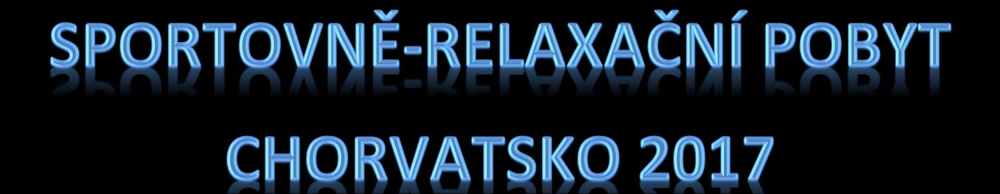 SPORTOVNĚ-RELAXAČNÍ POBYT
CHORVATSKO 2017